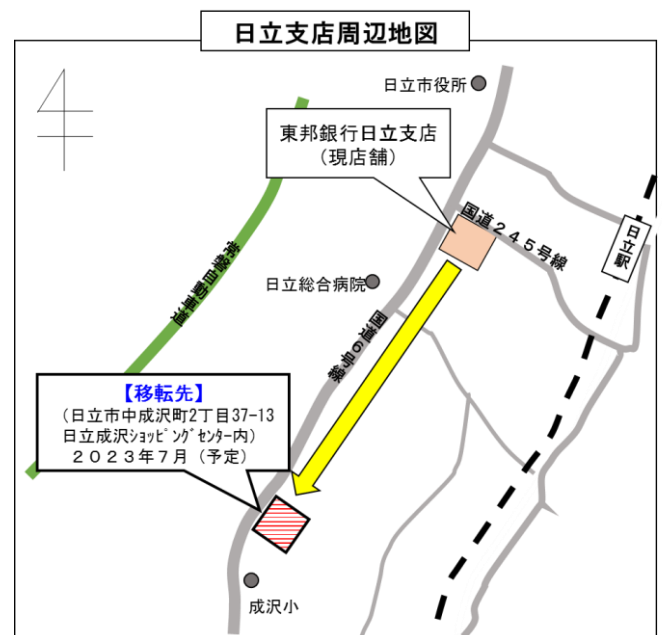 日立支店周辺地図
日立市役所
東邦銀行日立支店
（現店舗）
国道２４５号線
日立駅
日立総合病院
常磐自動車道
国道６号線
【移転先】
（日立市中成沢町2丁目37-13
日立成沢ｼｮｯﾋﾟﾝｸﾞｾﾝﾀｰ内）
２０２３年７月（予定）
成沢小